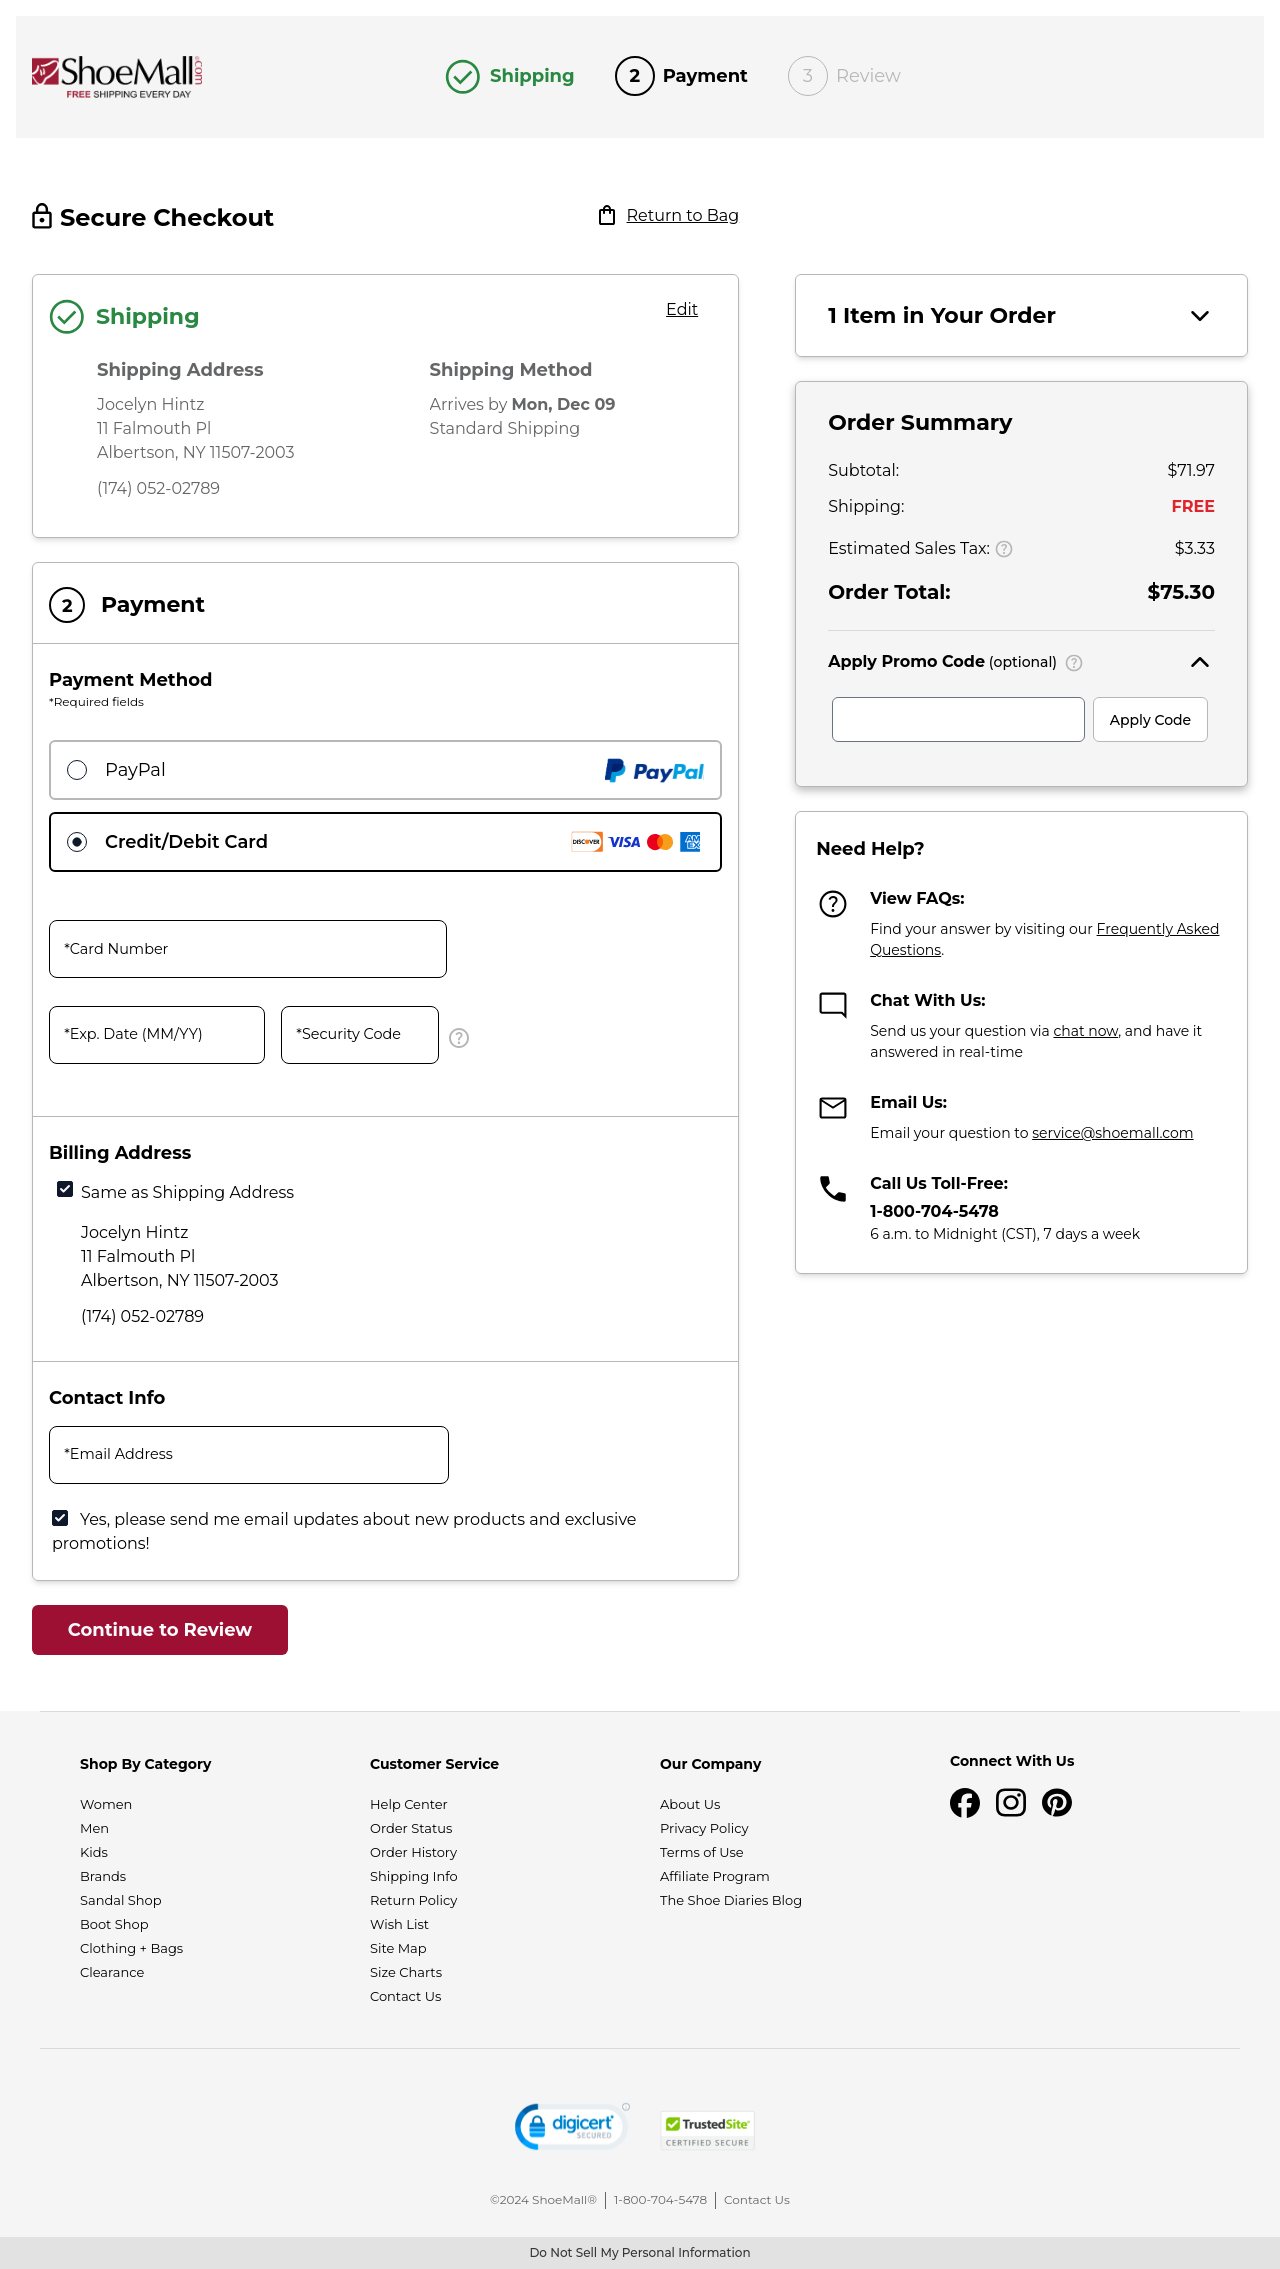 ShoeMall.com
FREE SHIPPING EVERY DAY
Shipping
2 Payment
3 Review
Secure Checkout
Return to Bag
Shipping
Edit
Shipping Address
Jocelyn Hintz
11 Falmouth Pl
Albertson, NY 11507-2003
(174) 052-02789
Shipping Method
Arrives by Mon, Dec 09
Standard Shipping
2 Payment
Payment Method
*Required fields
PayPal
PayPal
Credit/Debit Card
DISCOVER VISA AMEX
*Card Number
*Exp. Date (MM/YY)
*Security Code
?
Billing Address
Same as Shipping Address
Jocelyn Hintz
11 Falmouth Pl
Albertson, NY 11507-2003
(174) 052-02789
Contact Info
*Email Address
Yes, please send me email updates about new products and exclusive
promotions!
Continue to Review
1 Item in Your Order
Order Summary
Subtotal: $71.97
Shipping: FREE
Estimated Sales Tax: ? $3.33
Order Total: $75.30
Apply Promo Code (optional) ?
Apply Code
Need Help?
?
View FAQs:
Find your answer by visiting our Frequently Asked
Questions.
Chat With Us:
Send us your question via chat now, and have it
answered in real-time
Email Us:
Email your question to service@shoemall.com
Call Us Toll-Free:
1-800-704-5478
6 a.m. to Midnight (CST), 7 days a week
Shop By Category
Women
Men
Kids
Brands
Sandal Shop
Boot Shop
Clothing + Bags
Clearance
Customer Service
Help Center
Order Status
Order History
Shipping Info
Return Policy
Wish List
Site Map
Size Charts
Contact Us
Our Company
About Us
Privacy Policy
Terms of Use
Affiliate Program
The Shoe Diaries Blog
Connect With Us
digicert
SECURED
TrustedSite
CERTIFIED SECURE
©2024 ShoeMall® | 1-800-704-5478 | Contact Us
Do Not Sell My Personal Information